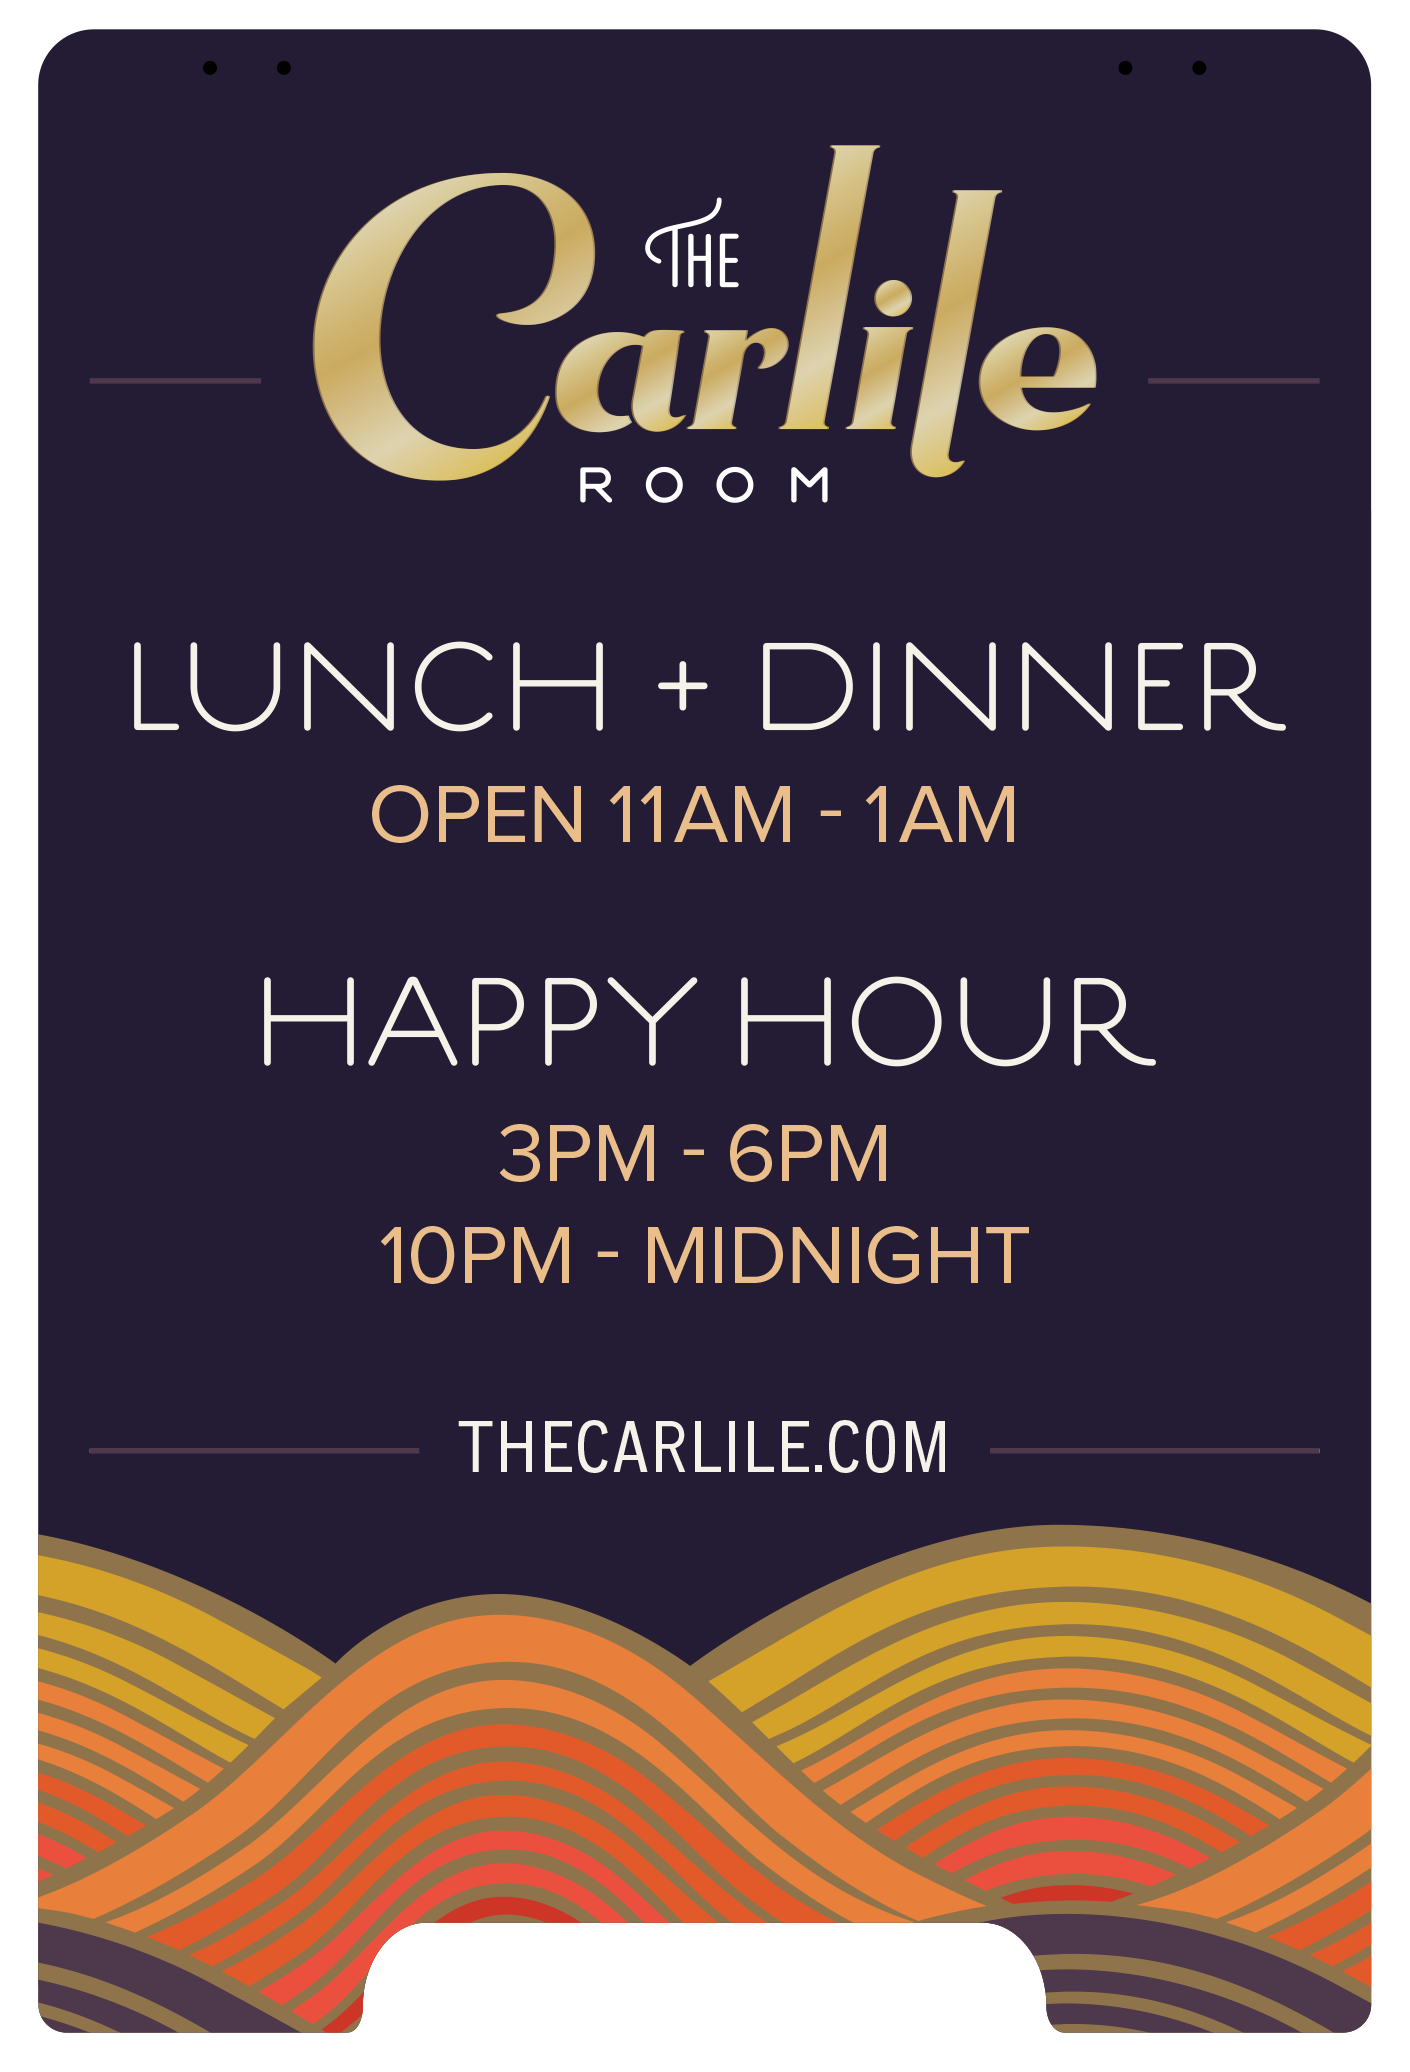 THE
Carlile
ROOM
LUNCH + DINNER
OPEN 11AM - 1AM
HAPPY HOUR
3PM - 6PM
10PM - MIDNIGHT
THECARLILE.COM